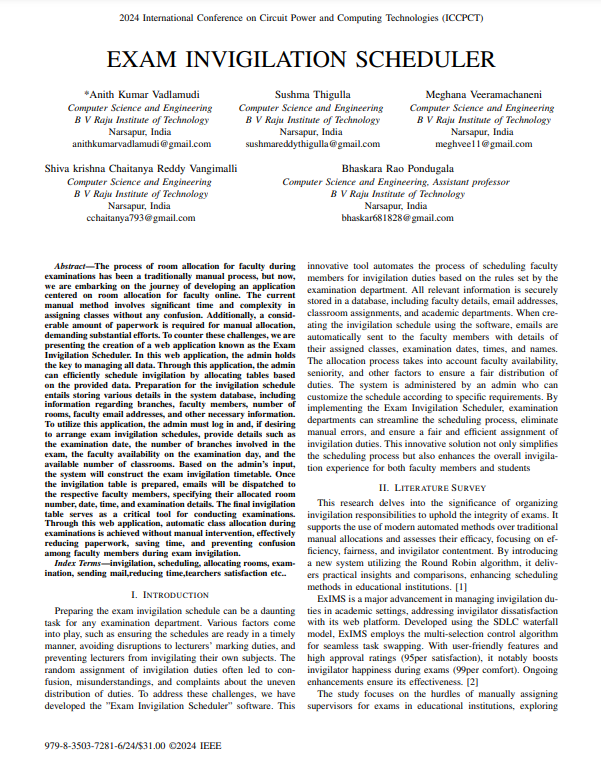 2024 International Conference on Circuit Power and Computing Technologies (ICCPCT)
EXAM INVIGILATION SCHEDULER
*Anith Kumar Vadlamudi
Computer Science and Engineering
B V Raju Institute of Technology
Narsapur, India
anithkumarvadlamudi@gmail.com
Sushma Thigulla
Computer Science and Engineering
B V Raju Institute of Technology
Narsapur, India
sushmareddythigulla@gmail.com
Meghana Veeramachaneni
Computer Science and Engineering
B V Raju Institute of Technology
Narsapur, India
meghvee11@gmail.com
Shiva krishna Chaitanya Reddy Vangimalli
Computer Science and Engineering
B V Raju Institute of Technology
Narsapur, India
cchaitanya793@gmail.com
Bhaskara Rao Pondugala
Computer Science and Engineering, Assistant professor
B V Raju Institute of Technology
Narsapur, India
bhaskar681828@gmail.com
Abstract—The process of room allocation for faculty during
examinations has been a traditionally manual process, but now,
we are embarking on the journey of developing an application
centered on room allocation for faculty online. The current
manual method involves significant time and complexity in
assigning classes without any confusion. Additionally, a consid-
erable amount of paperwork is required for manual allocation,
demanding substantial efforts. To counter these challenges, we
are presenting the creation of a web application known as the Exam
Invigilation Scheduler. In this web application, the admin holds
the key to managing all data. Through this application, the admin
can efficiently schedule invigilation by allocating tables based
on the provided data. Preparation for the invigilation schedule
entails storing various details in the system database, including
information regarding branches, faculty members, number of
rooms, faculty email addresses, and other necessary information.
To utilize this application, the admin must log in and, if desiring
to arrange exam invigilation schedules, provide details such as
the examination date, the number of branches involved in the
exam, the faculty availability on the examination day, and
the available number of classrooms. Based on the admin's input,
the system will construct the exam invigilation timetable. Once
the invigilation table is prepared, emails will be dispatched to
the respective faculty members, specifying their allocated room
number, date, time, and examination details. The final invigilation
table serves as a critical tool for conducting examinations.
Through this web application, automatic class allocation during
examinations is achieved without manual intervention, effectively
reducing paperwork, saving time, and preventing confusion
among faculty members during exam invigilation.
Index Terms—invigilation, scheduling, allocating rooms, exam-
ination, sending mail,reducing time,tearchers satisfaction etc..
I. INTRODUCTION
Preparing the exam invigilation schedule can be a daunting
task for any examination department. Various factors come
into play, such as ensuring the schedules are ready in a timely
manner, avoiding disruptions to lecturers' marking duties, and
preventing lecturers from invigilating their own subjects. The
random assignment of invigilation duties often led to con-
fusion, misunderstandings, and complaints about the uneven
distribution of duties. To address these challenges, we have
developed the "Exam Invigilation Scheduler" software. This
innovative tool automates the process of scheduling faculty
members for invigilation duties based on the rules set by the
examination department. All relevant information is securely
stored in a database, including faculty details, email addresses,
classroom assignments, and academic departments. When cre-
ating the invigilation schedule using the software, emails are
automatically sent to the faculty members with details of
their assigned classes, examination dates, times, and names.
The allocation process takes into account faculty availability,
seniority, and other factors to ensure a fair distribution of
duties. The system is administered by an admin who can
customize the schedule according to specific requirements. By
implementing the Exam Invigilation Scheduler, examination
departments can streamline the scheduling process, eliminate
manual errors, and ensure a fair and efficient assignment of
invigilation duties. This innovative solution not only simplifies
the scheduling process but also enhances the overall invigila-
tion experience for both faculty members and students
II. LITERATURE SURVEY
This research delves into the significance of organizing
invigilation responsibilities to uphold the integrity of exams. It
supports the use of modern automated methods over traditional
manual allocations and assesses their efficacy, focusing on ef-
ficiency, fairness, and invigilator contentment. By introducing
a new system utilizing the Round Robin algorithm, it deliv-
ers practical insights and comparisons, enhancing scheduling
methods in educational institutions. [1]
ExIMS is a major advancement in managing invigilation du-
ties in academic settings, addressing invigilator dissatisfaction
with its web platform. Developed using the SDLC waterfall
model, ExIMS employs the multi-selection control algorithm
for seamless task swapping. With user-friendly features and
high approval ratings (95per satisfaction), it notably boosts
invigilator happiness during exams (99per comfort). Ongoing
enhancements ensure its effectiveness. [2]
The study focuses on the hurdles of manually assigning
supervisors for exams in educational institutions, exploring
979-8-3503-7281-6/24/$31.00 ©2024 IEEE